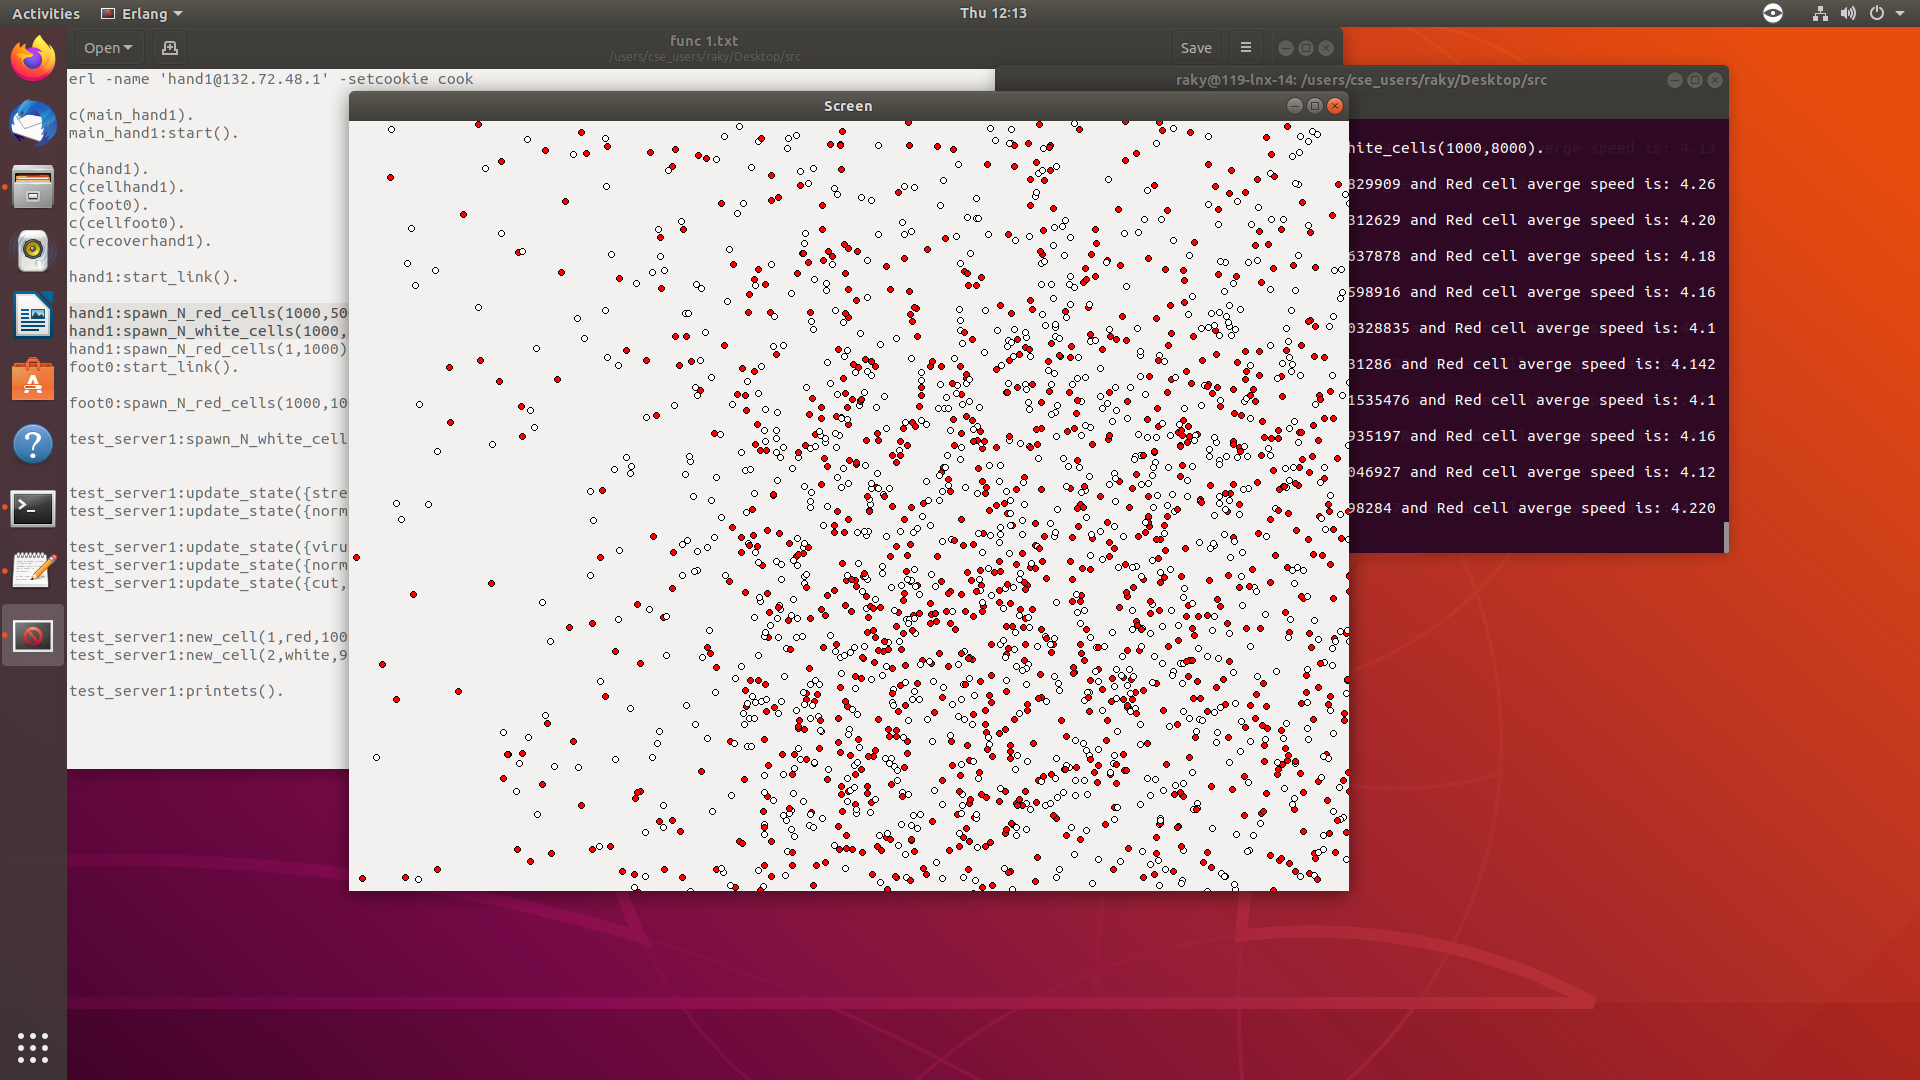 Activities
Erlang
Thu 12:13
Open
func 1.txt
/users/cse_users/raky/Desktop/src
Save
erl -name 'hand1@132.72.48.1' -setcookie cook
c(main_hand1).
main_hand1:start().
c(hand1).
c(cellhand1).
c(foot0).
c(cellfoot0).
c(recoverhand1).
hand1:start_link().
hand1:spawn_N_red_cells(1000,50
hand1:spawn_N_white_cells(1000,
hand1:spawn_N_red_cells(1,1000)
foot0:start_link().
foot0:spawn_N_red_cells(1000,10
test_server1:spawn_N_white_cell
test_server1:update_state({stre
test_server1:update_state({norm
test_server1:update_state({viru
test_server1:update_state({norm
test_server1:update_state({cut,
test_server1:new_cell(1,red,100
test_server1:new_cell(2,white,9
test_server1:printets().
Screen
raky@119-lnx-14: /users/cse_users/raky/Desktop/src
hite_cells(1000,8000).
829909 and Red cell averge speed is: 4.26
312629 and Red cell averge speed is: 4.20
637878 and Red cell averge speed is: 4.18
598916 and Red cell averge speed is: 4.16
0328835 and Red cell averge speed is: 4.1
31286 and Red cell averge speed is: 4.142
1535476 and Red cell averge speed is: 4.1
935197 and Red cell averge speed is: 4.16
046927 and Red cell averge speed is: 4.12
98284 and Red cell averge speed is: 4.220